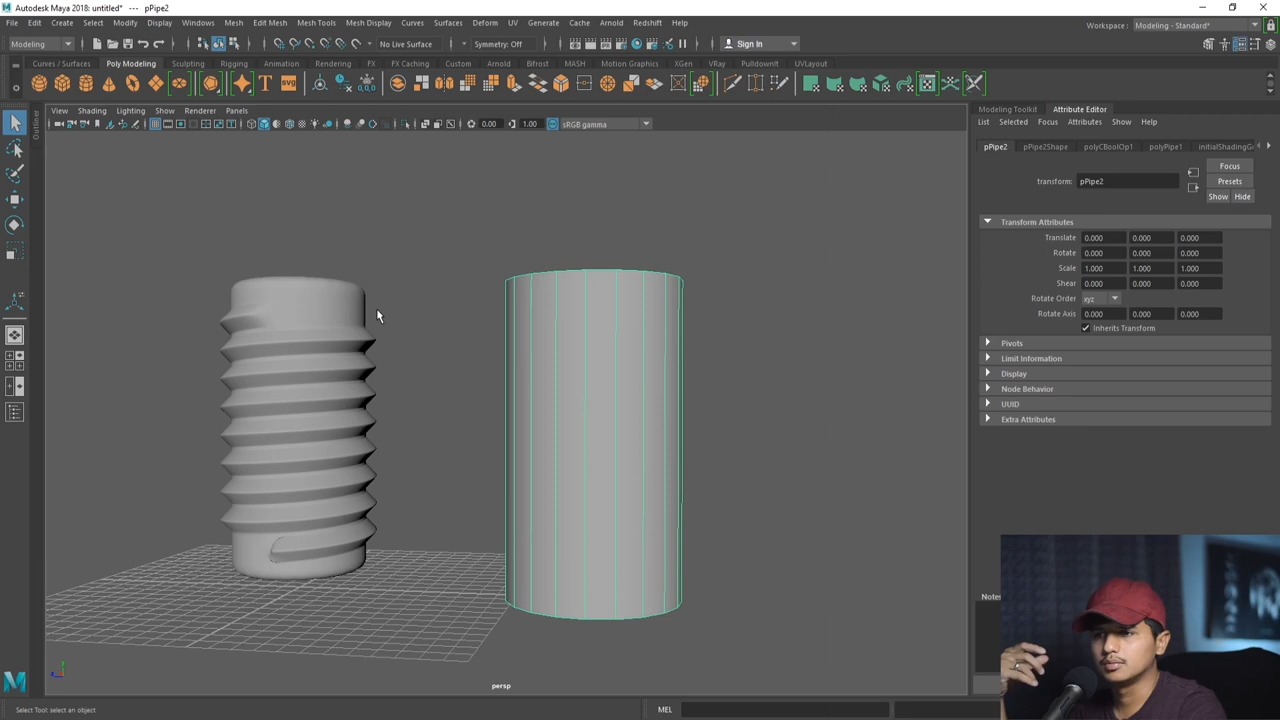 Autodesk Maya 2018: untitled* --- pPipe2
File Edit Create Select Modify Display Windows Mesh Edit Mesh Mesh Tools Mesh Display Curves Surfaces Deform UV Generate Cache Arnold Redshift Help
Workspace : Modeling - Standard*
Modeling No Live Surface Symmetry: Off Sign In
Curves / Surfaces Poly Modeling Sculpting Rigging Animation Rendering FX FX Caching Custom Arnold Bifrost MASH Motion Graphics XGen VRay PulldownIt UVLayout
View Shading Lighting Show Renderer Panels
0.00 1.00 sRGB gamma
Outliner
persp
Modeling Toolkit Attribute Editor
List Selected Focus Attributes Show Help
pPipe2 pPipe2Shape polyCBoolOp1 polyPipe1 initialShadingG
Focus
transform: pPipe2 Presets
Show Hide
Transform Attributes
Translate 0.000 0.000 0.000
Rotate 0.000 0.000 0.000
Scale 1.000 1.000 1.000
Shear 0.000 0.000 0.000
Rotate Order xyz
Rotate Axis 0.000 0.000 0.000
Inherits Transform
Pivots
Limit Information
Display
Node Behavior
UUID
Extra Attributes
Notes
Select Tool: select an object
MEL